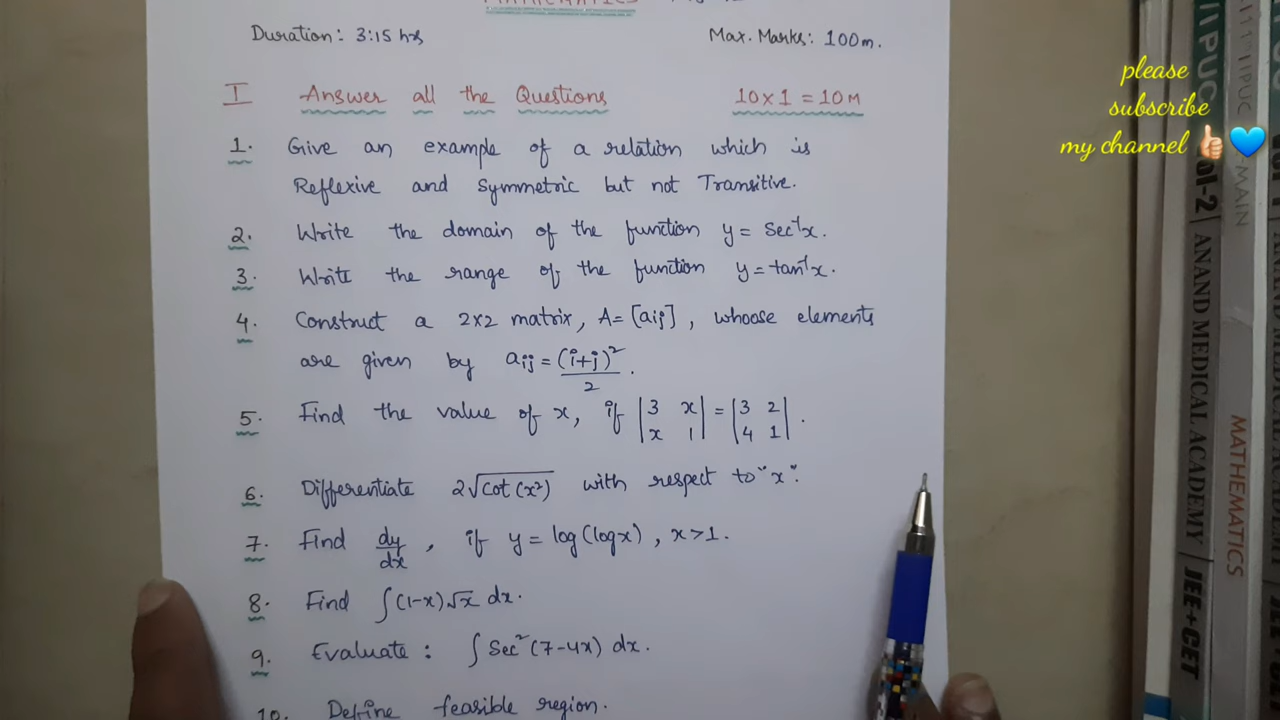 Duration: 3:15 hrs
Max. Marks: 100m.
I Answer all the Questions 10x1=10M
1. Give an example of a relation which is
Reflexive and Symmetric but not Transitive.
2. Write the domain of the function y = Sec⁻¹x.
3. Write the range of the function y = tan⁻¹x.
4. Construct a 2x2 matrix, A = [aij], whoose elements
are given by aij = (i+j)²/2.
5. Find the value of x, if |3 x; x 1| = |3 2; 4 1|.
6. Differentiate 2√cot(x²) with respect to "x".
7. Find dy/dx, if y = log(logx), x>1.
8. Find ∫(1-x)√x dx.
9. Evaluate: ∫Sec²(7-4x) dx.
10. Define feasible region.
please
subscribe
my channel 👍🏻💙
ANAND MEDICAL ACADEMY
MATHEMATICS
JEE+CET